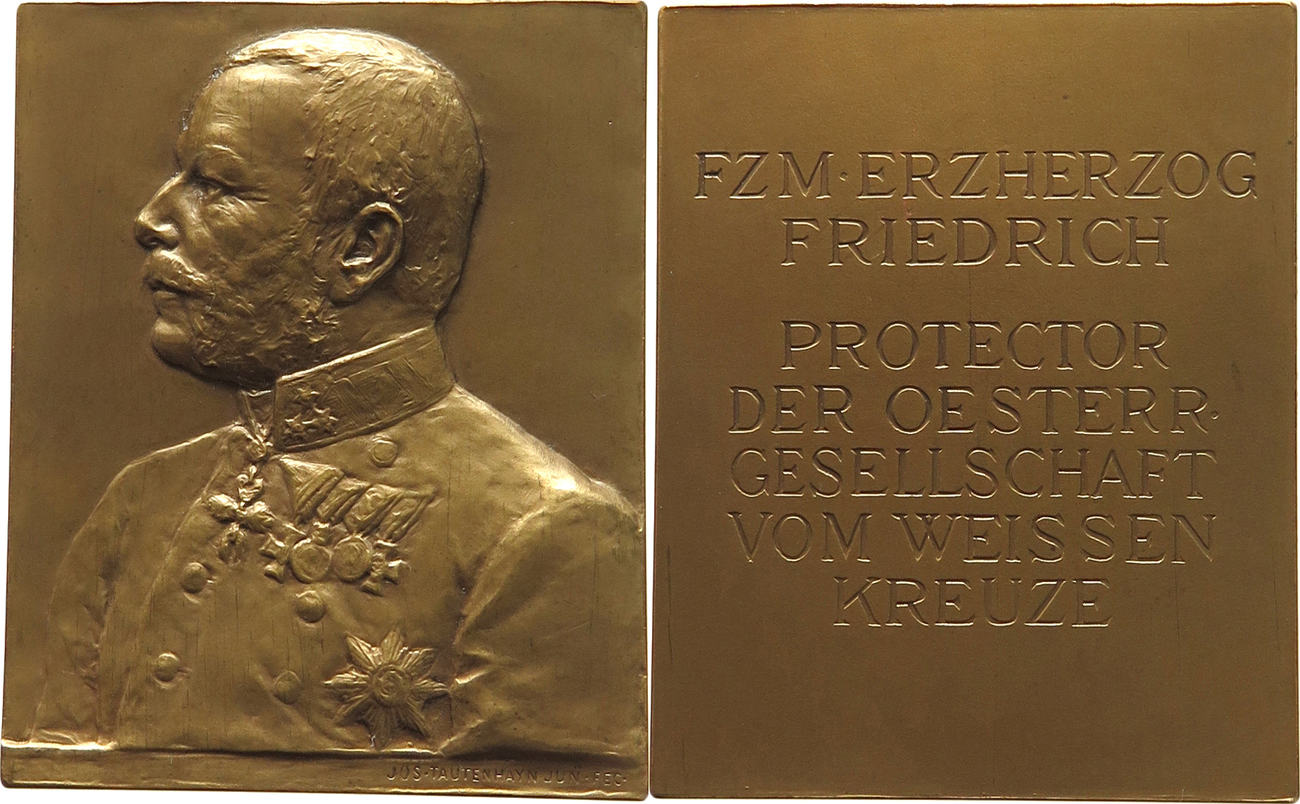 JOS·TAUTENHAYN JUN·FEC·
FZM·ERZHERZOG
FRIEDRICH
PROTECTOR
DER OESTERR·
GESELLSCHAFT
VOM WEISSEN
KREUZE